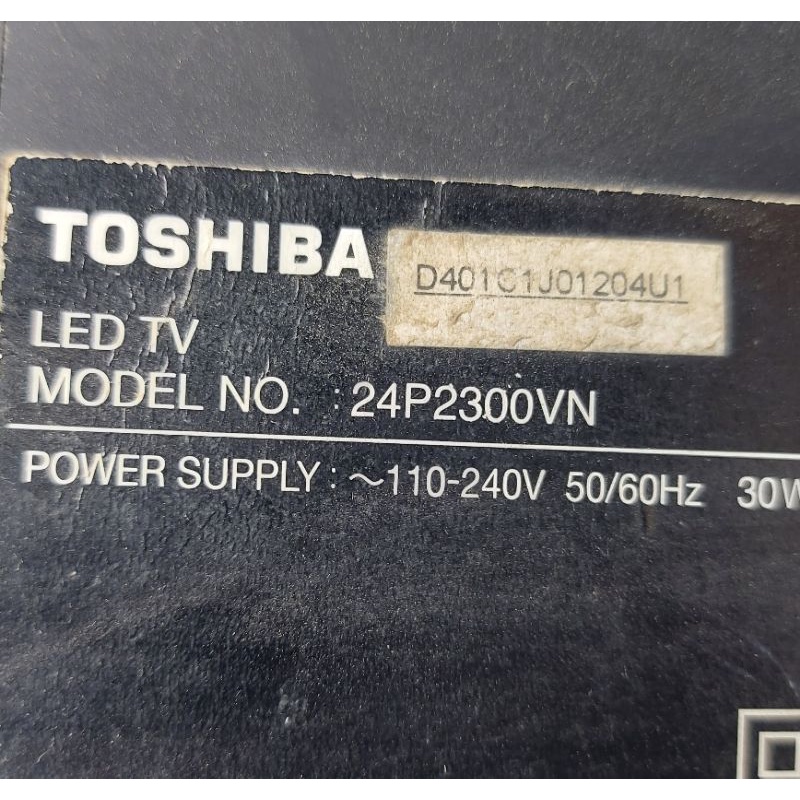 TOSHIBA
D401C1J01204U1
LED TV
MODEL NO. : 24P2300VN
POWER SUPPLY : ~110-240V 50/60Hz 30W